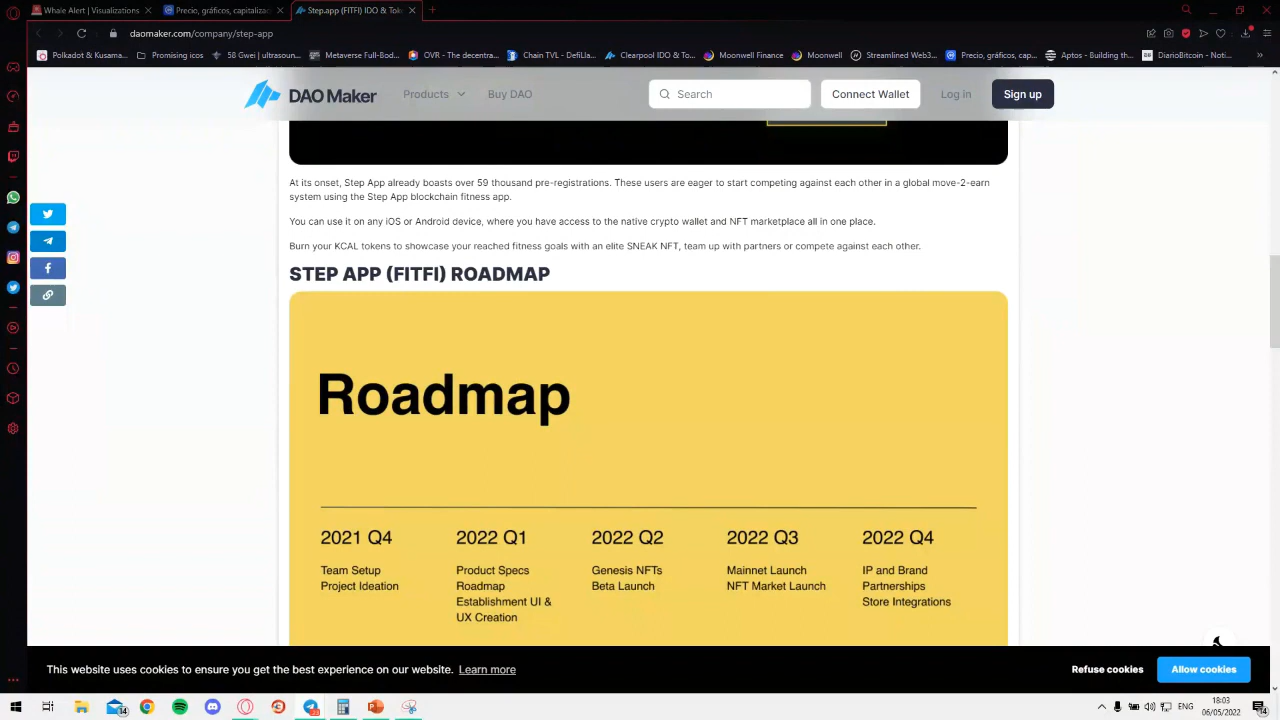 Whale Alert | Visualizations
Precio, gráficos, capitalizac
Step.app (FITFI) IDO & Tok
daomaker.com/company/step-app
Polkadot & Kusama...
Promising icons
58 Gwei | ultrasoun...
Metaverse Full-Bod...
OVR - The decentra...
Chain TVL - DefiLla...
Clearpool IDO & To...
Moonwell Finance
Moonwell
Streamlined Web3...
Precio, gráficos, cap...
Aptos - Building th...
DiarioBitcoin - Noti...
DAO Maker
Products
Buy DAO
Search
Connect Wallet
Log in
Sign up
At its onset, Step App already boasts over 59 thousand pre-registrations. These users are eager to start competing against each other in a global move-2-earn
system using the Step App blockchain fitness app.
You can use it on any iOS or Android device, where you have access to the native crypto wallet and NFT marketplace all in one place.
Burn your KCAL tokens to showcase your reached fitness goals with an elite SNEAK NFT, team up with partners or compete against each other.
STEP APP (FITFI) ROADMAP
Roadmap
2021 Q4
Team Setup
Project Ideation
2022 Q1
Product Specs
Roadmap
Establishment UI &
UX Creation
2022 Q2
Genesis NFTs
Beta Launch
2022 Q3
Mainnet Launch
NFT Market Launch
2022 Q4
IP and Brand
Partnerships
Store Integrations
This website uses cookies to ensure you get the best experience on our website. Learn more
Refuse cookies
Allow cookies
ENG
18:03
06/05/2022